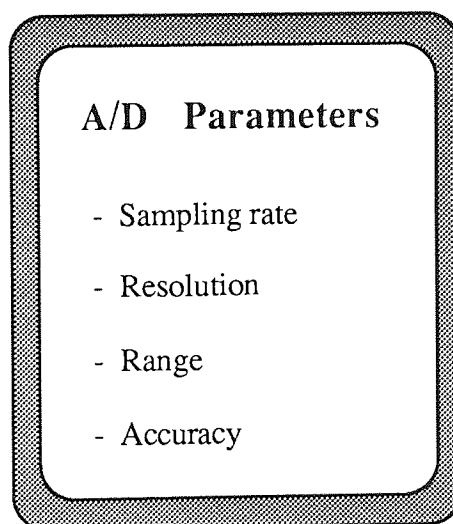 A/D Parameters
- Sampling rate
- Resolution
- Range
- Accuracy